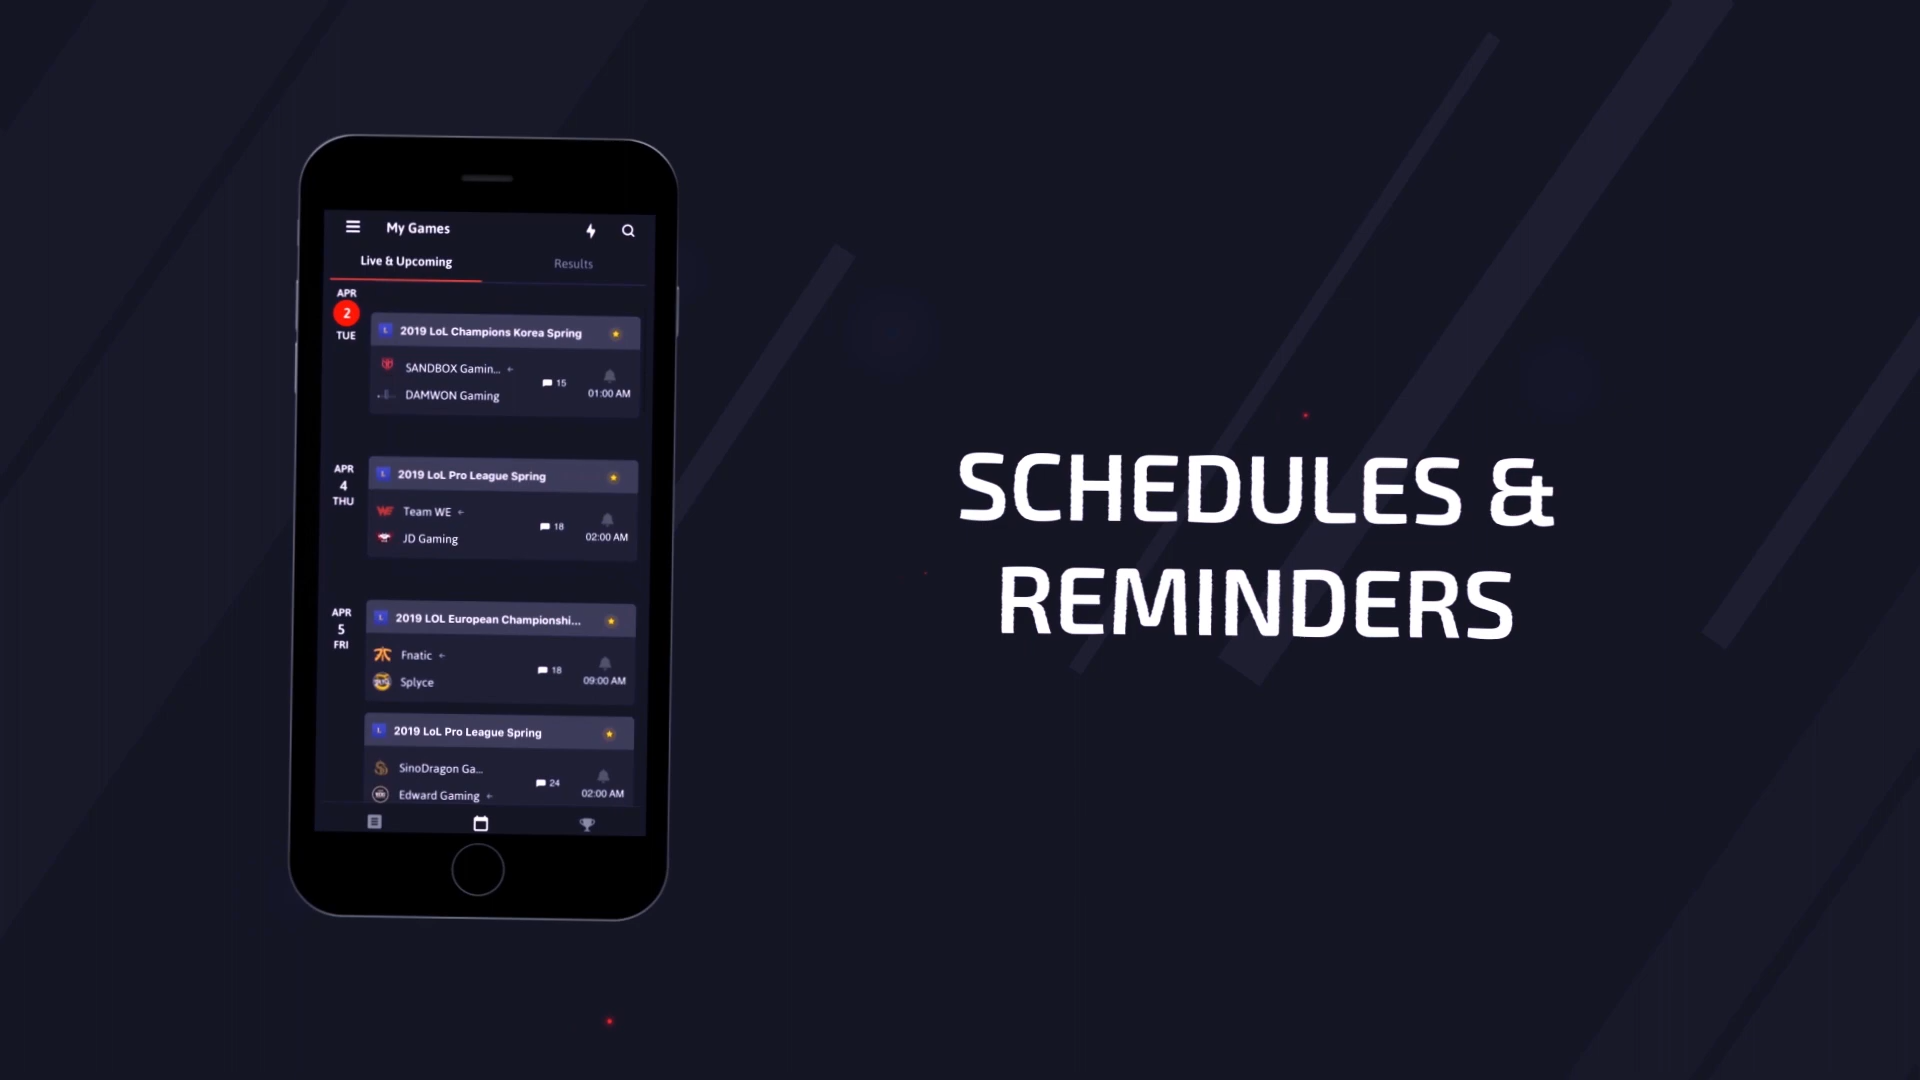 My Games
Live & Upcoming
Results
APR
2
TUE
2019 LoL Champions Korea Spring
SANDBOX Gamin...
15
DAMWON Gaming
01:00 AM
APR
4
THU
2019 LoL Pro League Spring
Team WE
18
JD Gaming
02:00 AM
APR
5
FRI
2019 LOL European Championshi...
Fnatic
18
Splyce
09:00 AM
2019 LoL Pro League Spring
SinoDragon Ga...
24
Edward Gaming
02:00 AM
SCHEDULES &
REMINDERS